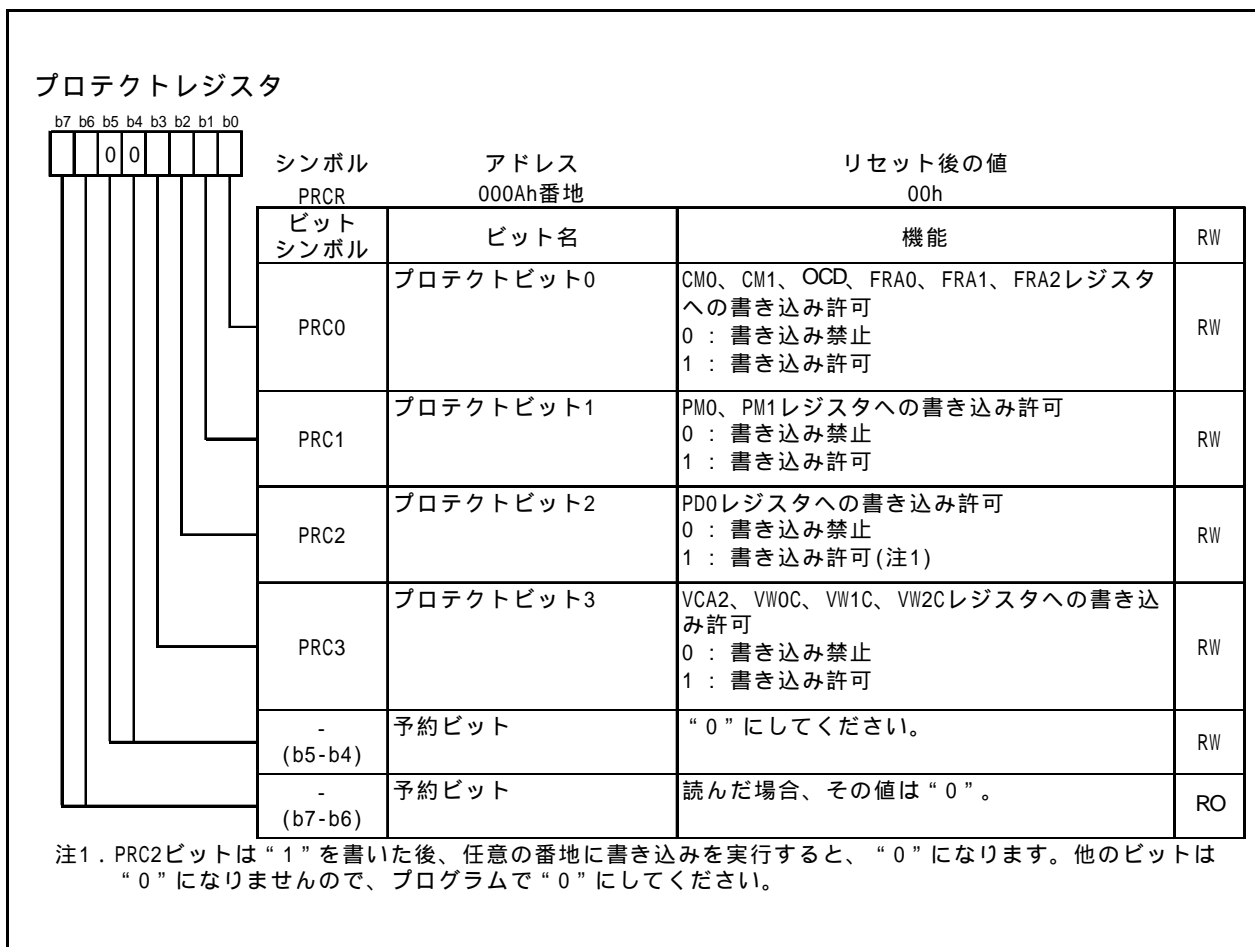 プロテクトレジスタ
b7 b6 b5 b4 b3 b2 b1 b0
0 0
シンボル アドレス リセット後の値
PRCR 000Ah番地 00h
ビット
シンボル
ビット名 機能 RW
PRC0
プロテクトビット0
CM0、CM1、OCD、FRA0、FRA1、FRA2レジスタ
への書き込み許可
0 : 書き込み禁止
1 : 書き込み許可
RW
PRC1
プロテクトビット1
PM0、PM1レジスタへの書き込み許可
0 : 書き込み禁止
1 : 書き込み許可
RW
PRC2
プロテクトビット2
PD0レジスタへの書き込み許可
0 : 書き込み禁止
1 : 書き込み許可(注1)
RW
PRC3
プロテクトビット3
VCA2、VW0C、VW1C、VW2Cレジスタへの書き込
み許可
0 : 書き込み禁止
1 : 書き込み許可
RW
-
(b5-b4)
予約ビット
“0”にしてください。
RW
-
(b7-b6)
予約ビット
読んだ場合、その値は“0”。
RO
注1.PRC2ビットは“1”を書いた後、任意の番地に書き込みを実行すると、“0”になります。他のビットは
“0”になりませんので、プログラムで“0”にしてください。